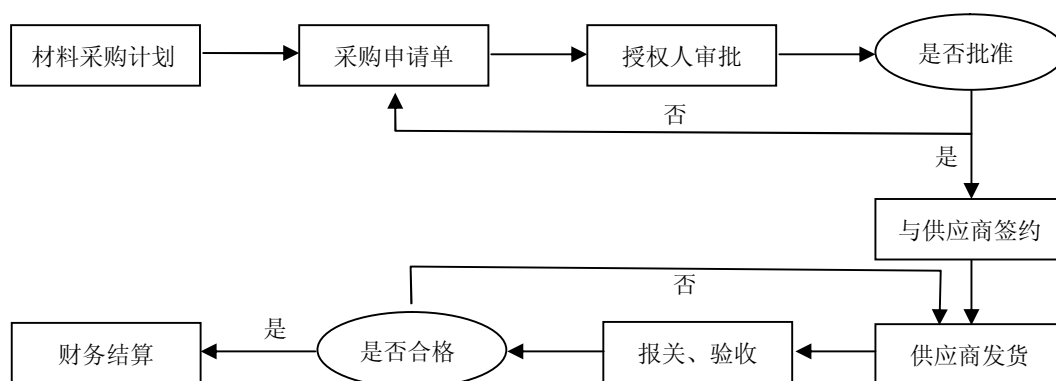 材料采购计划
采购申请单
授权人审批
是否批准
否
是
与供应商签约
否
是
财务结算
是否合格
报关、验收
供应商发货